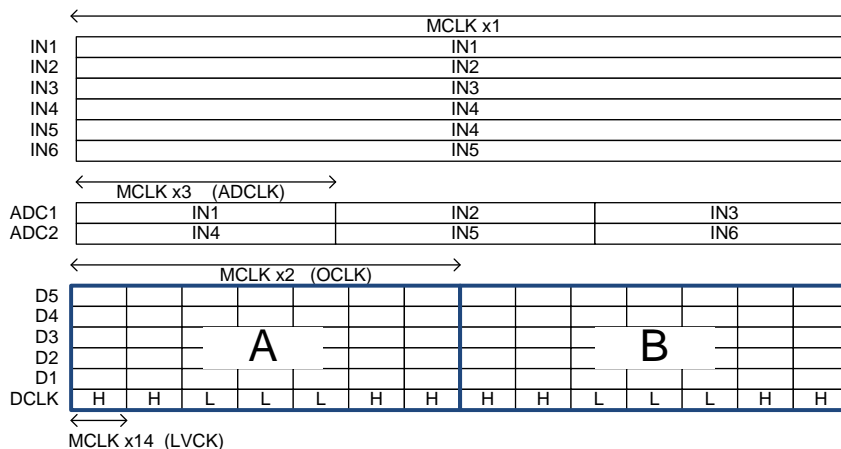 MCLK x1
IN1 IN1
IN2 IN2
IN3 IN3
IN4 IN4
IN5 IN4
IN6 IN5
MCLK x3 (ADCLK)
ADC1 IN1 IN2 IN3
ADC2 IN4 IN5 IN6
MCLK x2 (OCLK)
D5
D4
D3
A B
D2
D1
DCLK H H L L L H H H H L L L H H
MCLK x14 (LVCK)